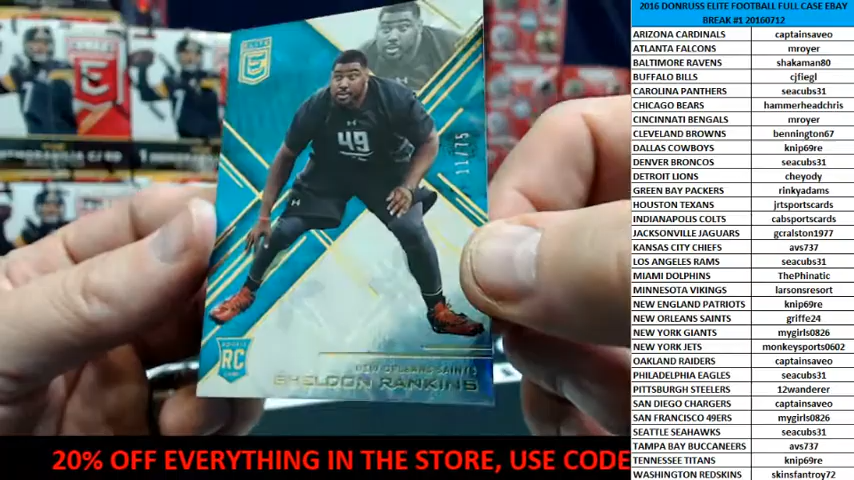 2016 DONRUSS ELITE FOOTBALL FULL CASE EBAY
BREAK #1 20160712
ARIZONA CARDINALS captainsaveo
ATLANTA FALCONS mroyer
BALTIMORE RAVENS shakaman80
BUFFALO BILLS cjfiegl
CAROLINA PANTHERS seacubs31
CHICAGO BEARS hammerheadchris
CINCINNATI BENGALS mroyer
CLEVELAND BROWNS bennington67
DALLAS COWBOYS knip69re
DENVER BRONCOS seacubs31
DETROIT LIONS cheyody
GREEN BAY PACKERS rinkyadams
HOUSTON TEXANS jrtsportscards
INDIANAPOLIS COLTS cabsportscards
JACKSONVILLE JAGUARS gcralston1977
KANSAS CITY CHIEFS avs737
LOS ANGELES RAMS seacubs31
MIAMI DOLPHINS ThePhinatic
MINNESOTA VIKINGS larsonsresort
NEW ENGLAND PATRIOTS knip69re
NEW ORLEANS SAINTS griffe24
NEW YORK GIANTS mygirls0826
NEW YORK JETS monkeysports0602
OAKLAND RAIDERS captainsaveo
PHILADELPHIA EAGLES seacubs31
PITTSBURGH STEELERS 12wanderer
SAN DIEGO CHARGERS captainsaveo
SAN FRANCISCO 49ERS mygirls0826
SEATTLE SEAHAWKS seacubs31
TAMPA BAY BUCCANEERS avs737
TENNESSEE TITANS knip69re
WASHINGTON REDSKINS skinsfantroy72
49
11/75
RC
NEW ORLEANS SAINTS
SHELDON RANKINS
20% OFF EVERYTHING IN THE STORE, USE CODE